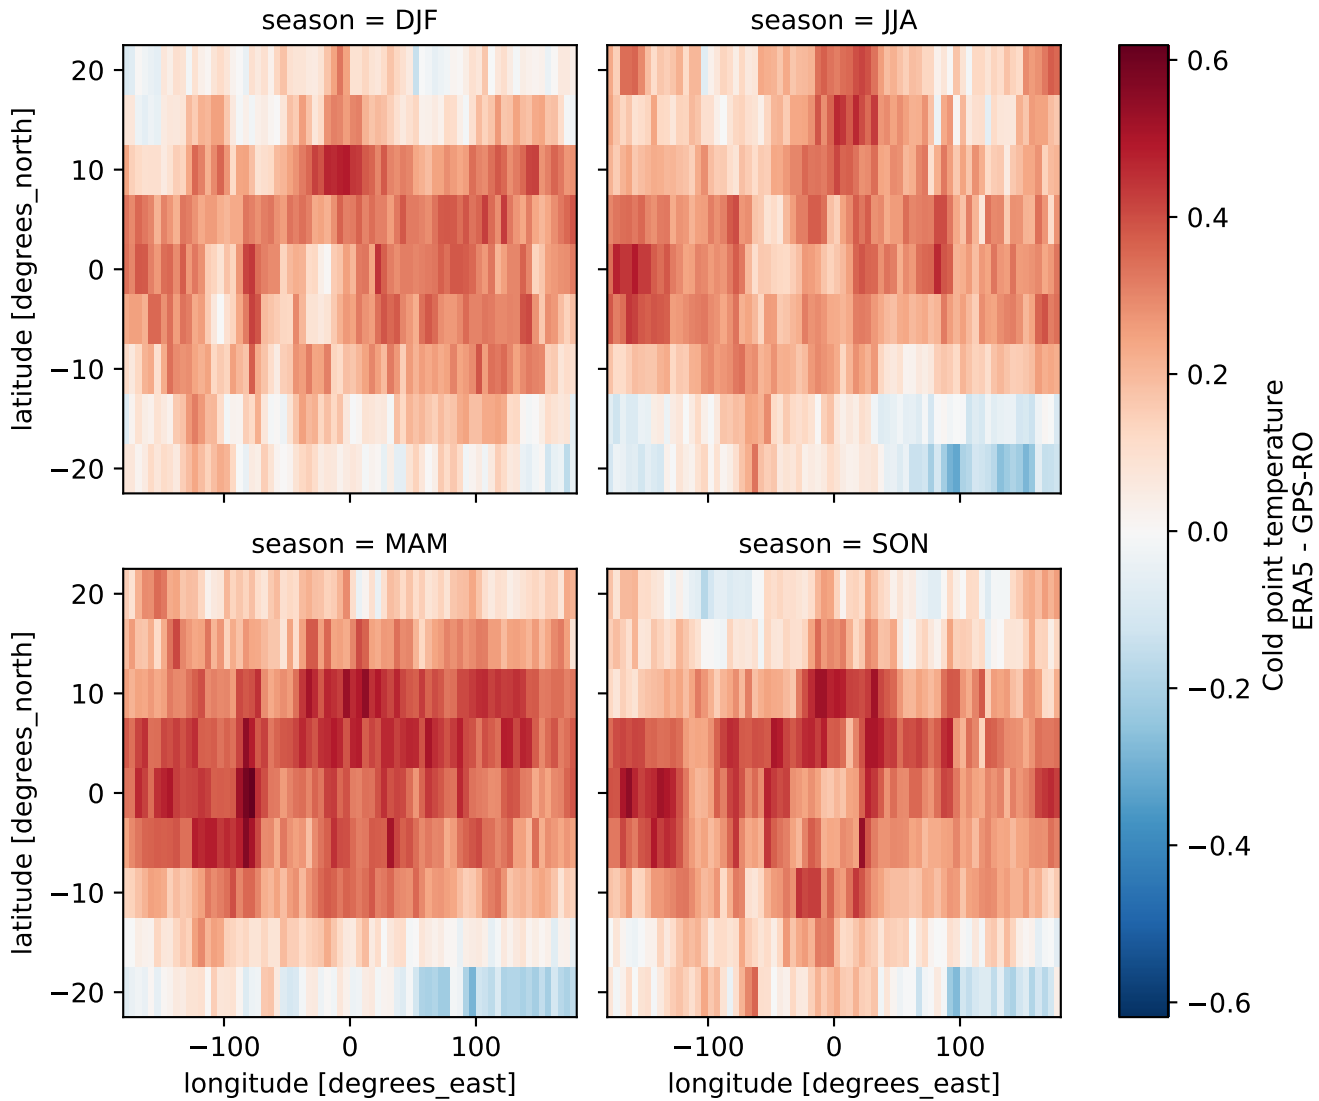 season = DJF
season = JJA
20
10
0
−10
−20
latitude [degrees_north]
season = MAM
season = SON
20
10
0
−10
−20
latitude [degrees_north]
−100
0
100
longitude [degrees_east]
−100
0
100
longitude [degrees_east]
0.6
0.4
0.2
0.0
−0.2
−0.4
−0.6
Cold point temperature
ERA5 - GPS-RO